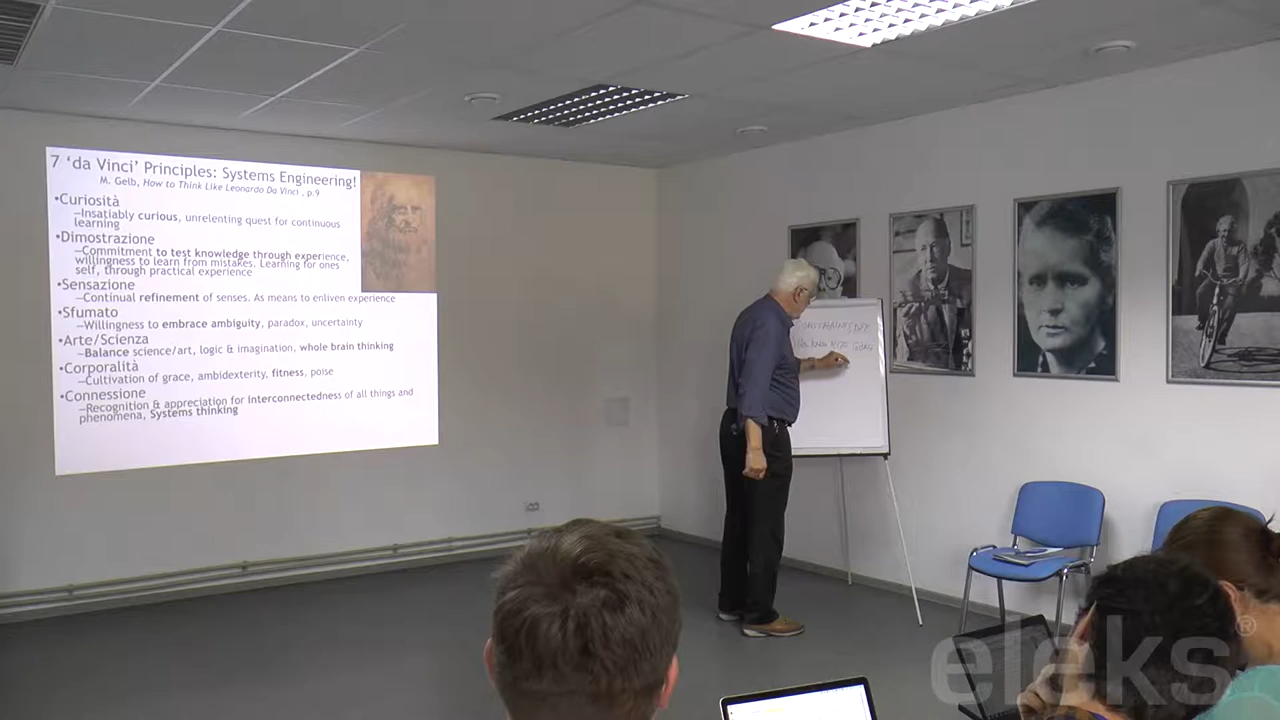 7 ‘da Vinci’ Principles: Systems Engineering!
M. Gelb, How to Think Like Leonardo Da Vinci , p.9
•Curiosità
–Insatiably curious, unrelenting quest for continuous
learning
•Dimostrazione
–Commitment to test knowledge through experience,
willingness to learn from mistakes. Learning for ones
self, through practical experience
•Sensazione
–Continual refinement of senses. As means to enliven experience
•Sfumato
–Willingness to embrace ambiguity, paradox, uncertainty
•Arte/Scienza
–Balance science/art, logic & imagination, whole brain thinking
•Corporalità
–Cultivation of grace, ambidexterity, fitness, poise
•Connessione
–Recognition & appreciation for interconnectedness of all things and
phenomena, Systems thinking
eleks®